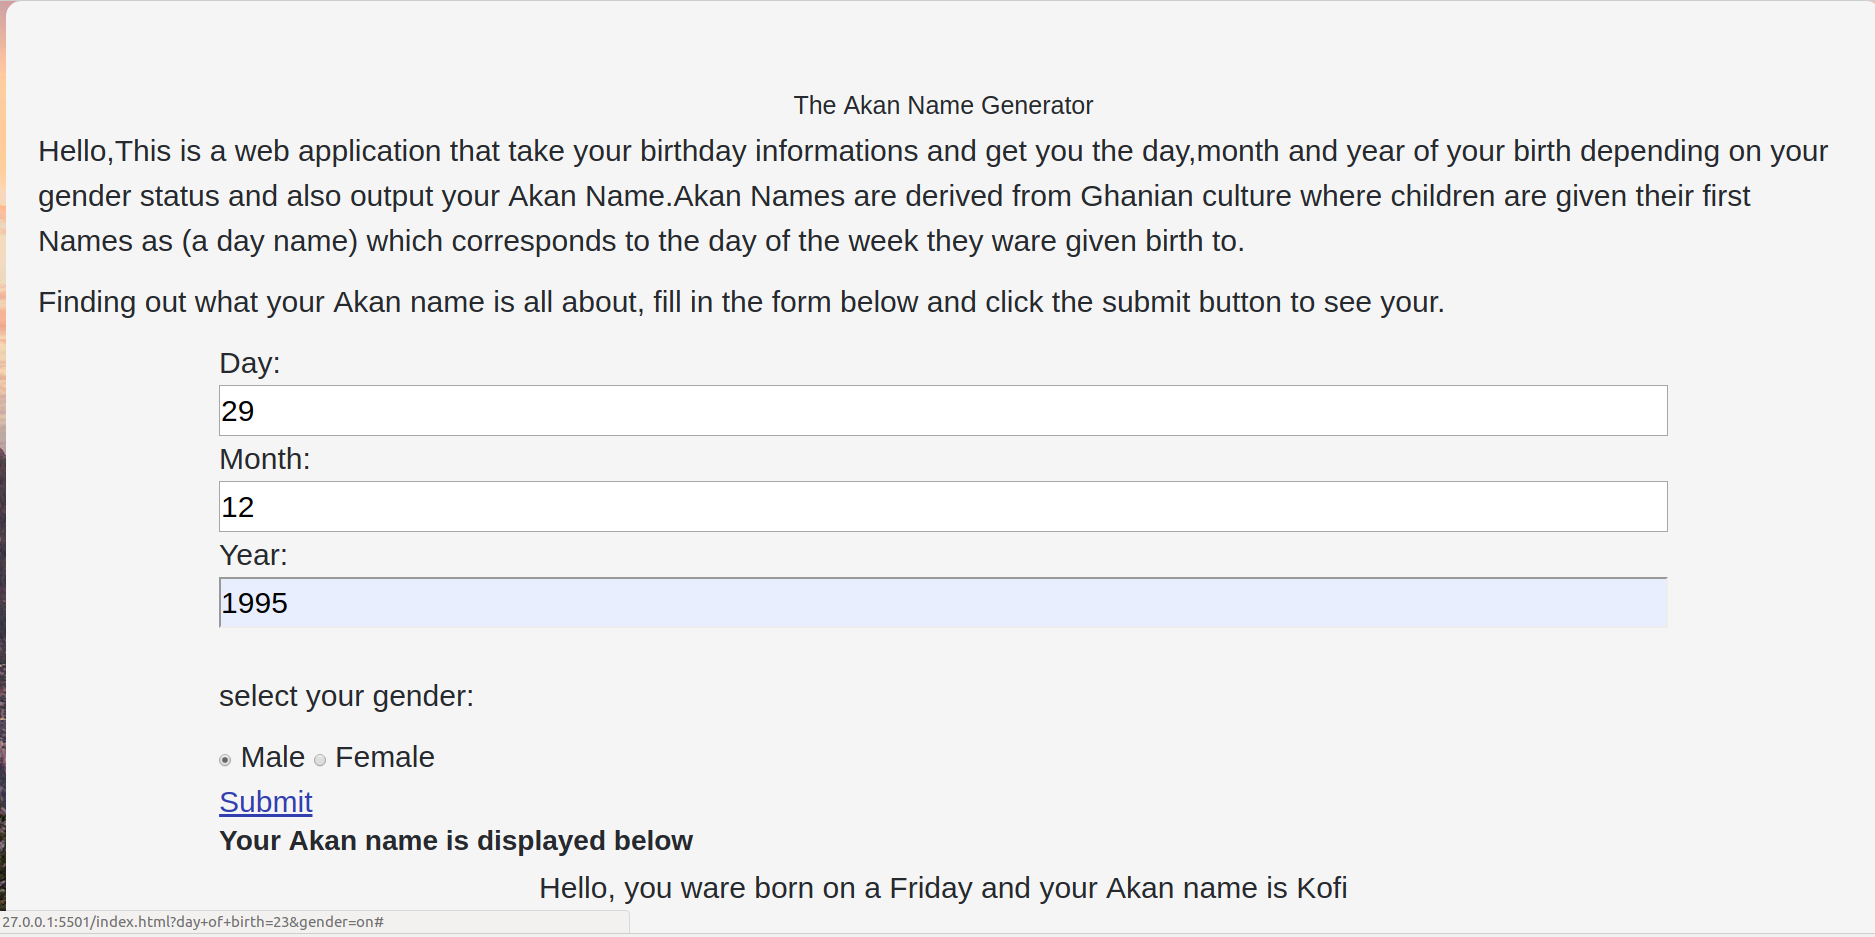 The Akan Name Generator
Hello,This is a web application that take your birthday informations and get you the day,month and year of your birth depending on your
gender status and also output your Akan Name.Akan Names are derived from Ghanian culture where children are given their first
Names as (a day name) which corresponds to the day of the week they ware given birth to.
Finding out what your Akan name is all about, fill in the form below and click the submit button to see your.
Day:
29
Month:
12
Year:
1995
select your gender:
Male Female
Submit
Your Akan name is displayed below
Hello, you ware born on a Friday and your Akan name is Kofi
27.0.0.1:5501/index.html?day+of+birth=23&gender=on#